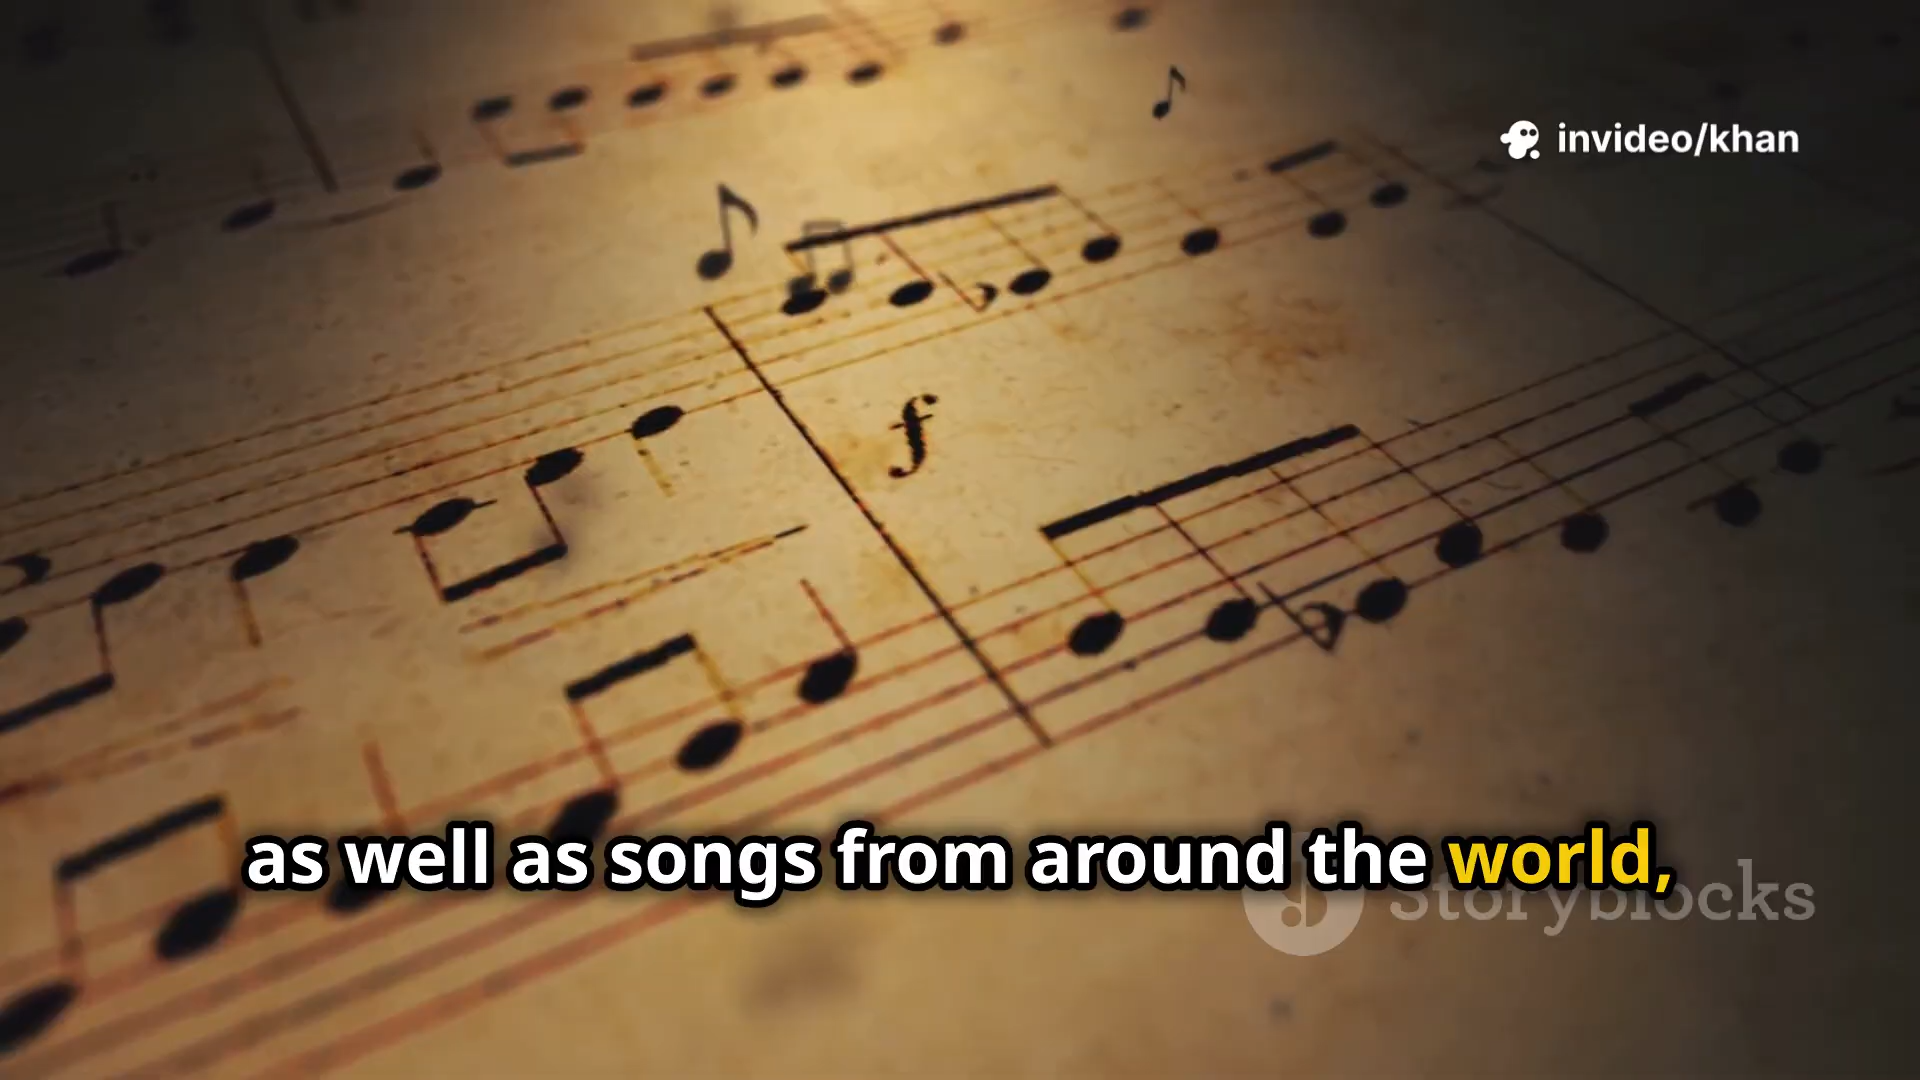 invideo/khan
f
as well as songs from around the world,
Storyblocks